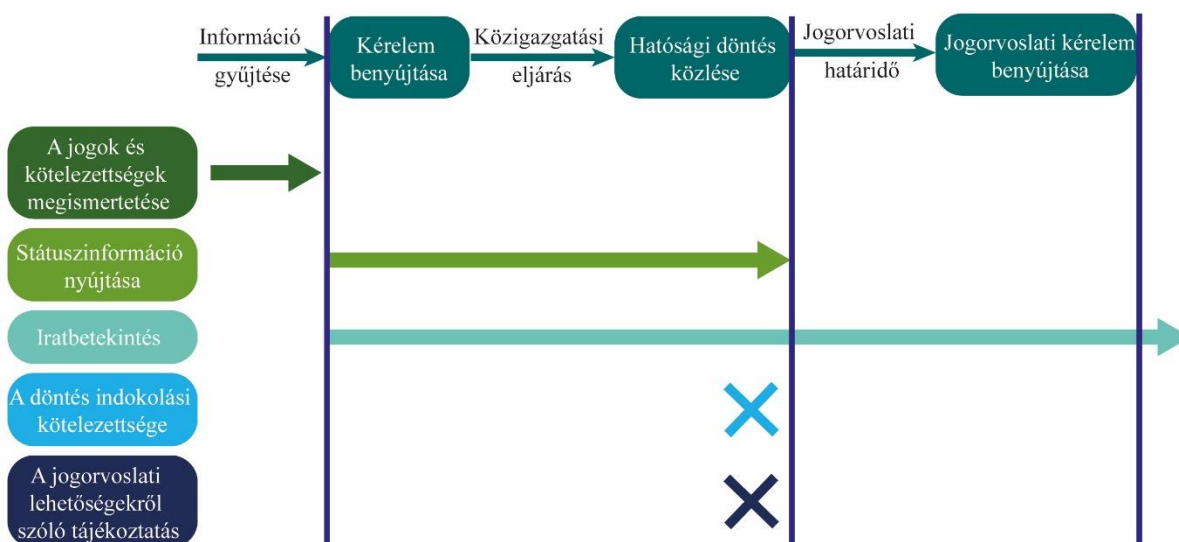 Információ
gyűjtése
Kérelem
benyújtása
Közigazgatási
eljárás
Hatósági döntés
közlése
Jogorvoslati
határidő
Jogorvoslati kérelem
benyújtása
A jogok és
kötelezettségek
megismertetése
Státuszinformáció
nyújtása
Iratbetekintés
A döntés indokolási
kötelezettsége
A jogorvoslati
lehetőségekről
szóló tájékoztatás